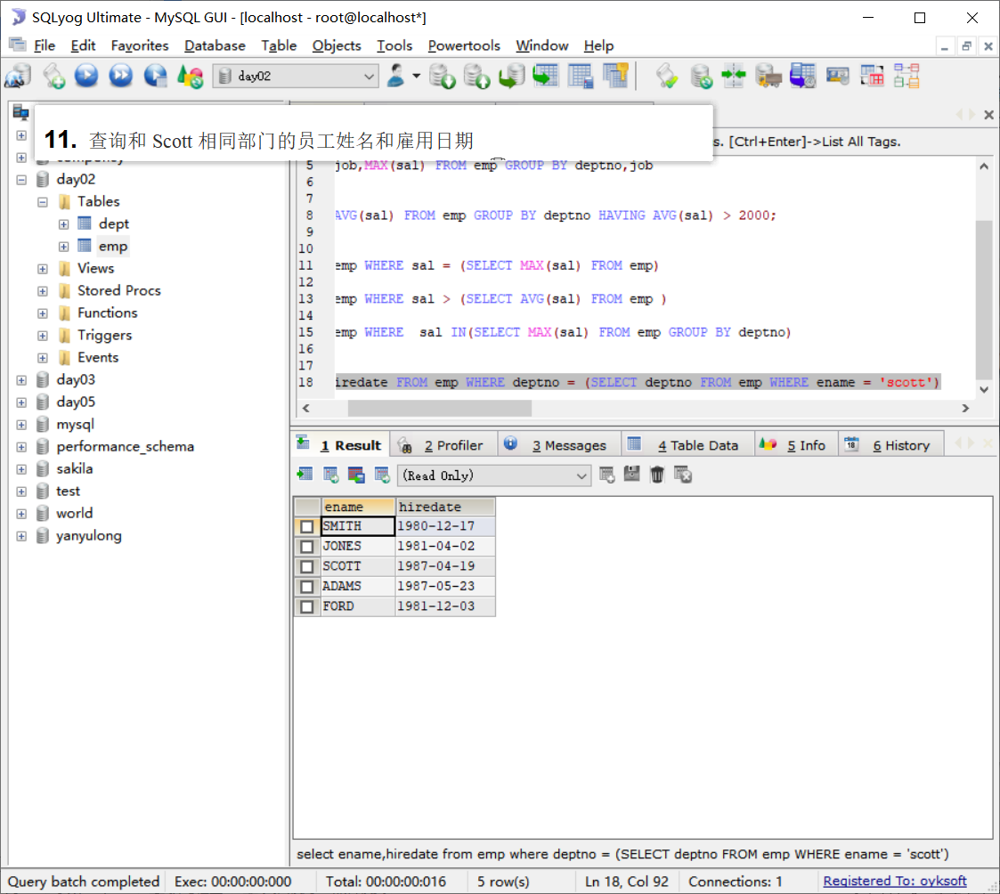 SQLyog Ultimate - MySQL GUI - [localhost - root@localhost*]
File Edit Favorites Database Table Objects Tools Powertools Window Help
day02
11. 查询和 Scott 相同部门的员工姓名和雇用日期
s. [Ctrl+Enter]->List All Tags.
day02
Tables
dept
emp
Views
Stored Procs
Functions
Triggers
Events
day03
day05
mysql
performance_schema
sakila
test
world
yanyulong
5 job,MAX(sal) FROM emp GROUP BY deptno,job
6
7
8 AVG(sal) FROM emp GROUP BY deptno HAVING AVG(sal) > 2000;
9
10
11 emp WHERE sal = (SELECT MAX(sal) FROM emp)
12
13 emp WHERE sal > (SELECT AVG(sal) FROM emp )
14
15 emp WHERE  sal IN(SELECT MAX(sal) FROM emp GROUP BY deptno)
16
17
18 iredate FROM emp WHERE deptno = (SELECT deptno FROM emp WHERE ename = 'scott')
1 Result 2 Profiler 3 Messages 4 Table Data 5 Info 6 History
(Read Only)
ename hiredate
SMITH 1980-12-17
JONES 1981-04-02
SCOTT 1987-04-19
ADAMS 1987-05-23
FORD 1981-12-03
select ename,hiredate from emp where deptno = (SELECT deptno FROM emp WHERE ename = 'scott')
Query batch completed Exec: 00:00:00:000 Total: 00:00:00:016 5 row(s) Ln 18, Col 92 Connections: 1 Registered To: oyksoft